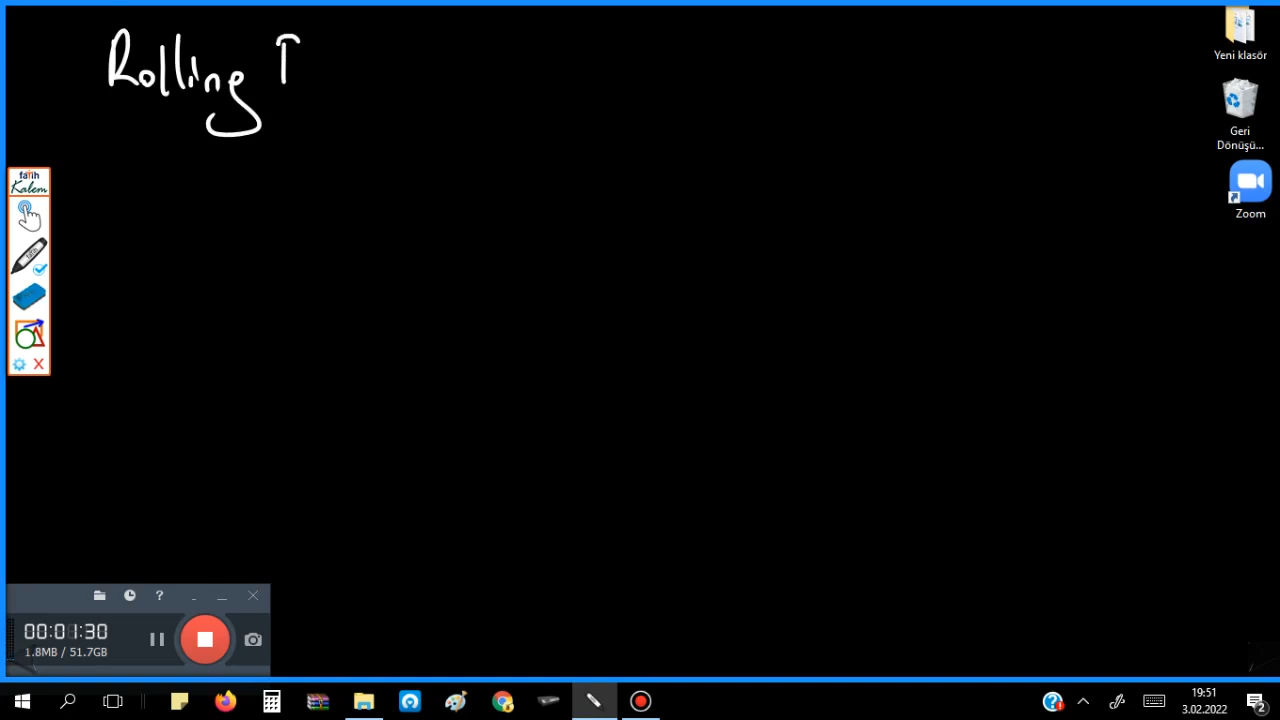 Rolling
Yeni klasör
Geri
Dönüşü...
Zoom
fatih
Kalem
00:01:30
1.8MB / 51.7GB
19:51
3.02.2022
2